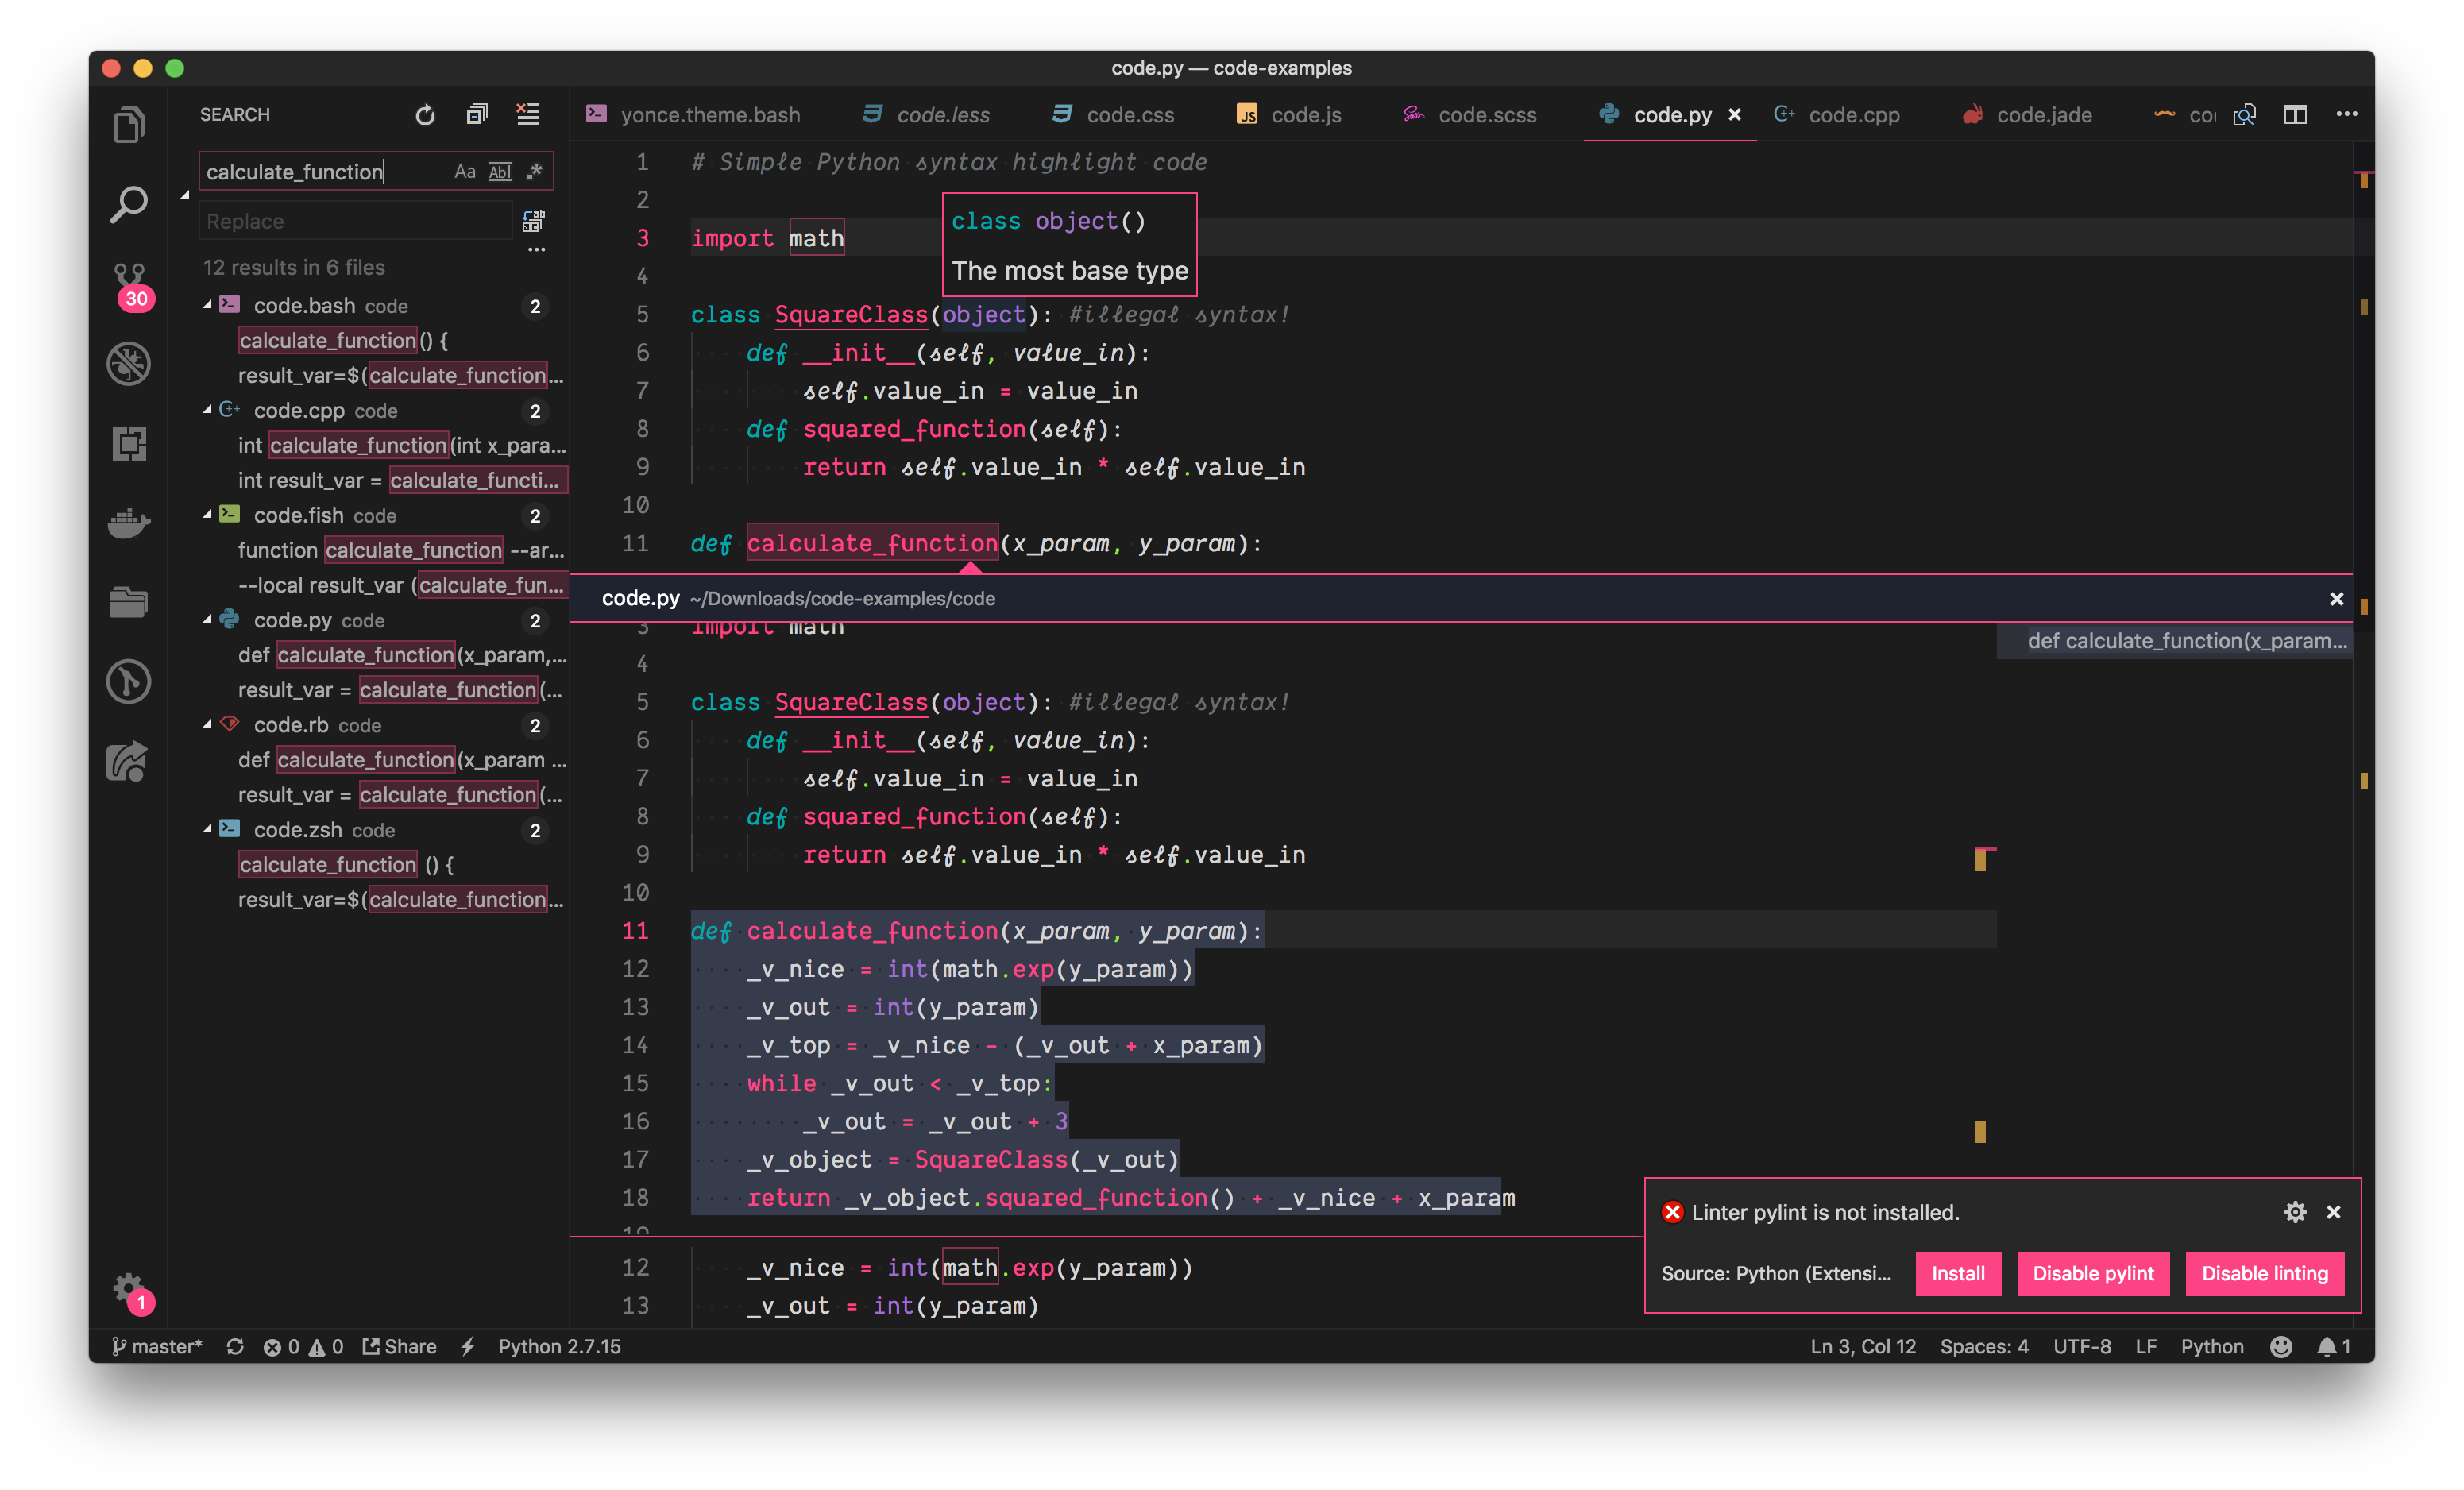 code.py — code-examples
SEARCH
calculate_function
Aa Abl .*
Replace
12 results in 6 files
code.bash code 2
calculate_function() {
result_var=$(calculate_function...
code.cpp code 2
int calculate_function(int x_para...
int result_var = calculate_functi...
code.fish code 2
function calculate_function --ar...
--local result_var (calculate_fun...
code.py code 2
def calculate_function(x_param,...
result_var = calculate_function(...
code.rb code 2
def calculate_function(x_param ...
result_var = calculate_function(...
code.zsh code 2
calculate_function () {
result_var=$(calculate_function...
30
1
yonce.theme.bash code.less code.css code.js code.scss code.py code.cpp code.jade
1 # Simple Python syntax highlight code
2
3 import math
class object()
The most base type
4
5 class SquareClass(object): #illegal syntax!
6 def __init__(self, value_in):
7 self.value_in = value_in
8 def squared_function(self):
9 return self.value_in * self.value_in
10
11 def calculate_function(x_param, y_param):
code.py ~/Downloads/code-examples/code
3 import math
def calculate_function(x_param...
4
5 class SquareClass(object): #illegal syntax!
6 def __init__(self, value_in):
7 self.value_in = value_in
8 def squared_function(self):
9 return self.value_in * self.value_in
10
11 def calculate_function(x_param, y_param):
12 _v_nice = int(math.exp(y_param))
13 _v_out = int(y_param)
14 _v_top = _v_nice - (_v_out + x_param)
15 while _v_out < _v_top:
16 _v_out = _v_out + 3
17 _v_object = SquareClass(_v_out)
18 return _v_object.squared_function() + _v_nice + x_param
19
12 _v_nice = int(math.exp(y_param))
13 _v_out = int(y_param)
Linter pylint is not installed.
Source: Python (Extensi... Install Disable pylint Disable linting
master* 0 0 Share Python 2.7.15 Ln 3, Col 12 Spaces: 4 UTF-8 LF Python 1